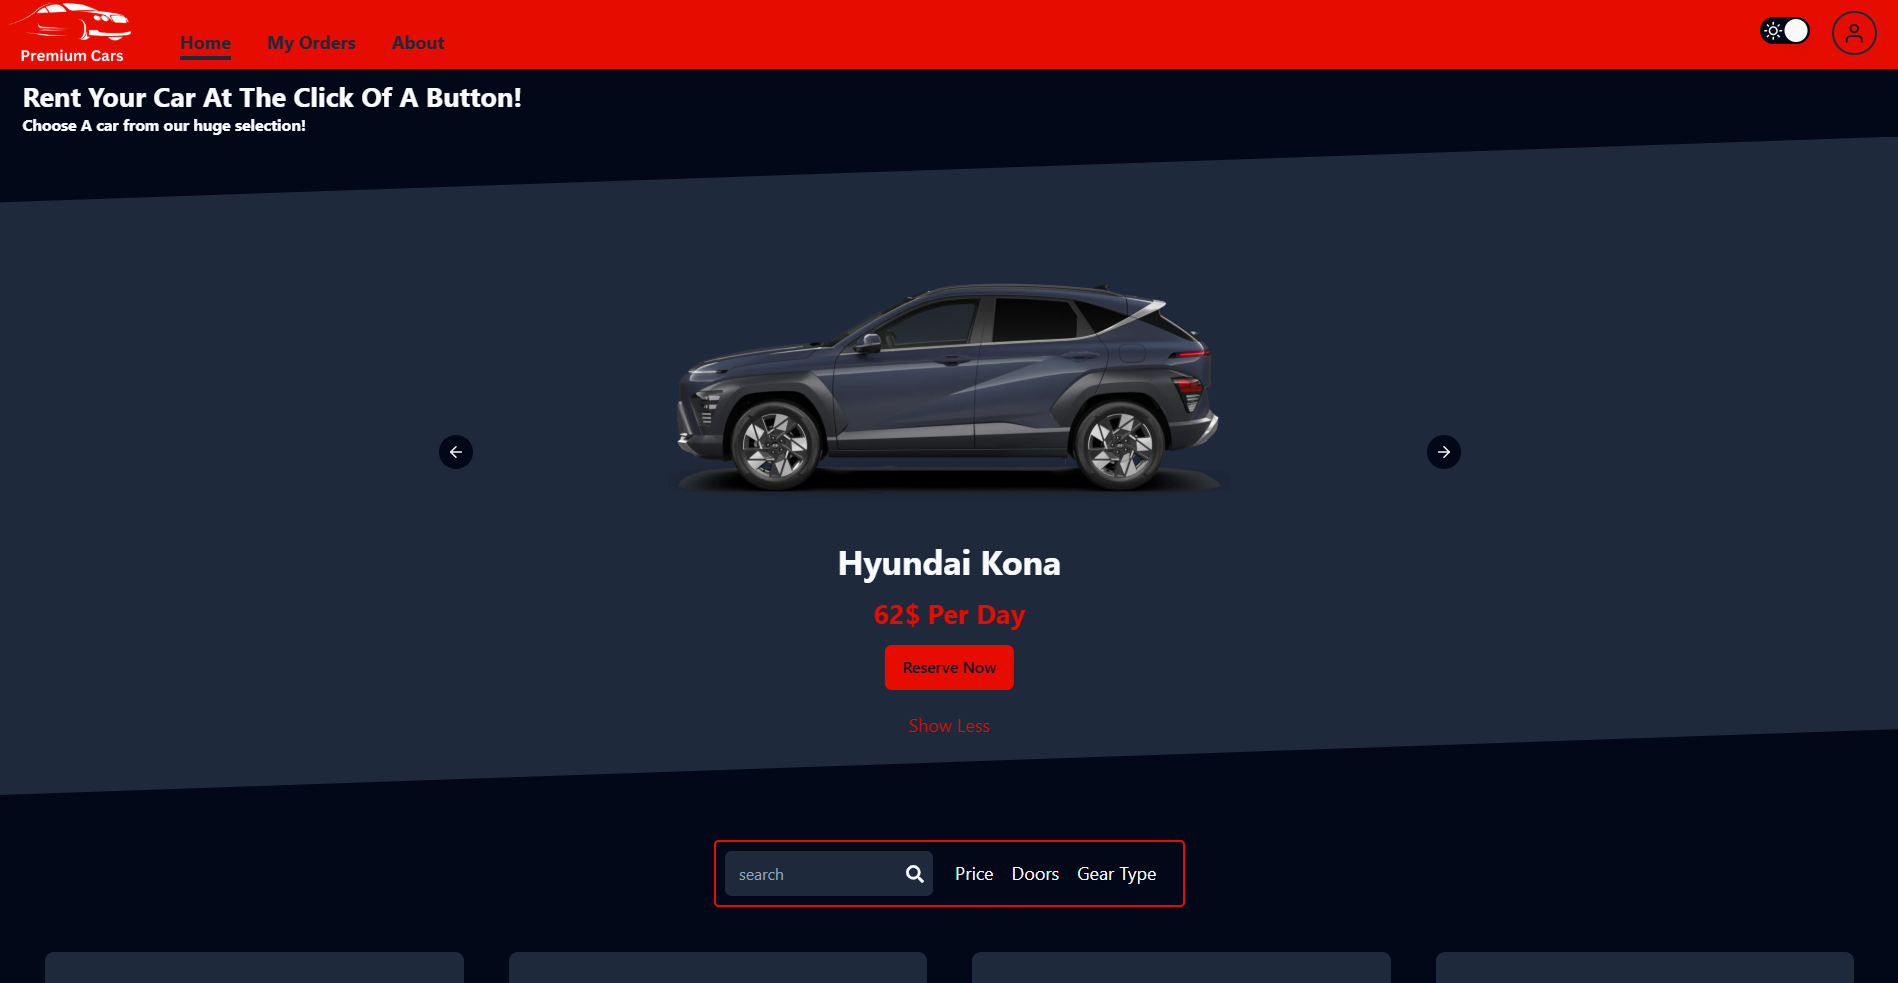 Premium Cars
Home My Orders About
Rent Your Car At The Click Of A Button!
Choose A car from our huge selection!
Hyundai Kona
62$ Per Day
Reserve Now
Show Less
search Price Doors Gear Type